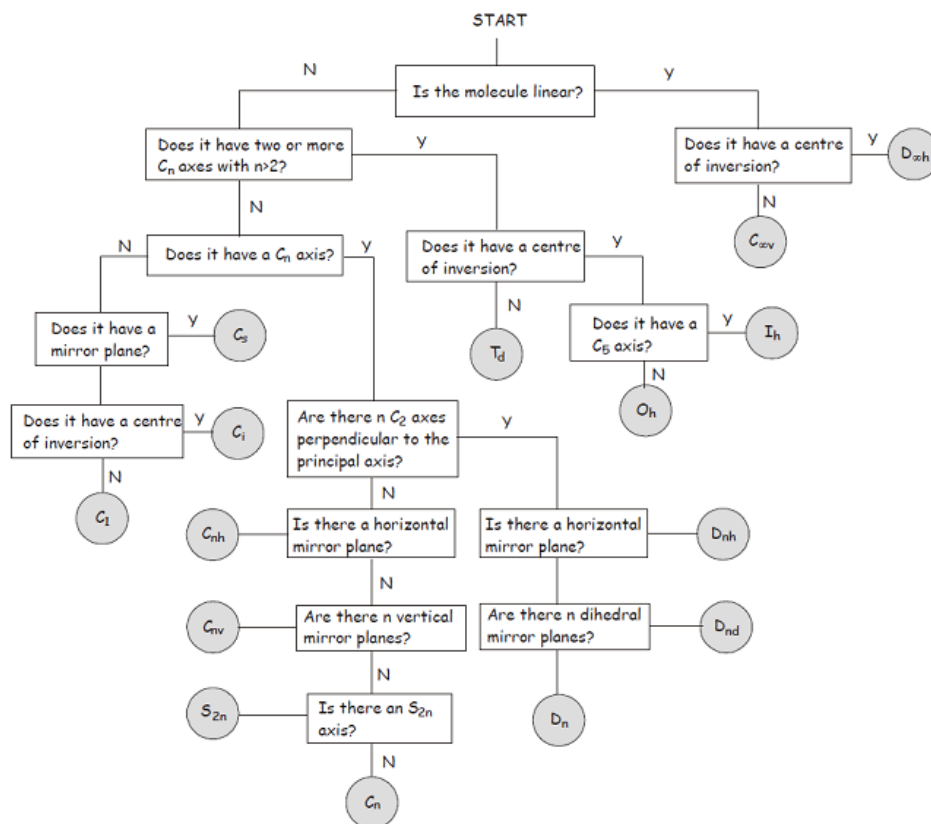 START
N
Y
Is the molecule linear?
Does it have two or more
Cn axes with n>2?
Y
Does it have a centre
of inversion?
Y
D∞h
N
N
C∞v
N
Does it have a Cn axis?
Y
Does it have a centre
of inversion?
Y
N
Does it have a
mirror plane?
Y
Cs
Td
Does it have a
C5 axis?
Y
Ih
N
Oh
Does it have a centre
of inversion?
Y
Ci
Are there n C2 axes
perpendicular to the
principal axis?
Y
N
C1
N
Cnh
Is there a horizontal
mirror plane?
Is there a horizontal
mirror plane?
Dnh
N
Cnv
Are there n vertical
mirror planes?
Are there n dihedral
mirror planes?
Dnd
N
S2n
Is there an S2n
axis?
Dn
N
Cn